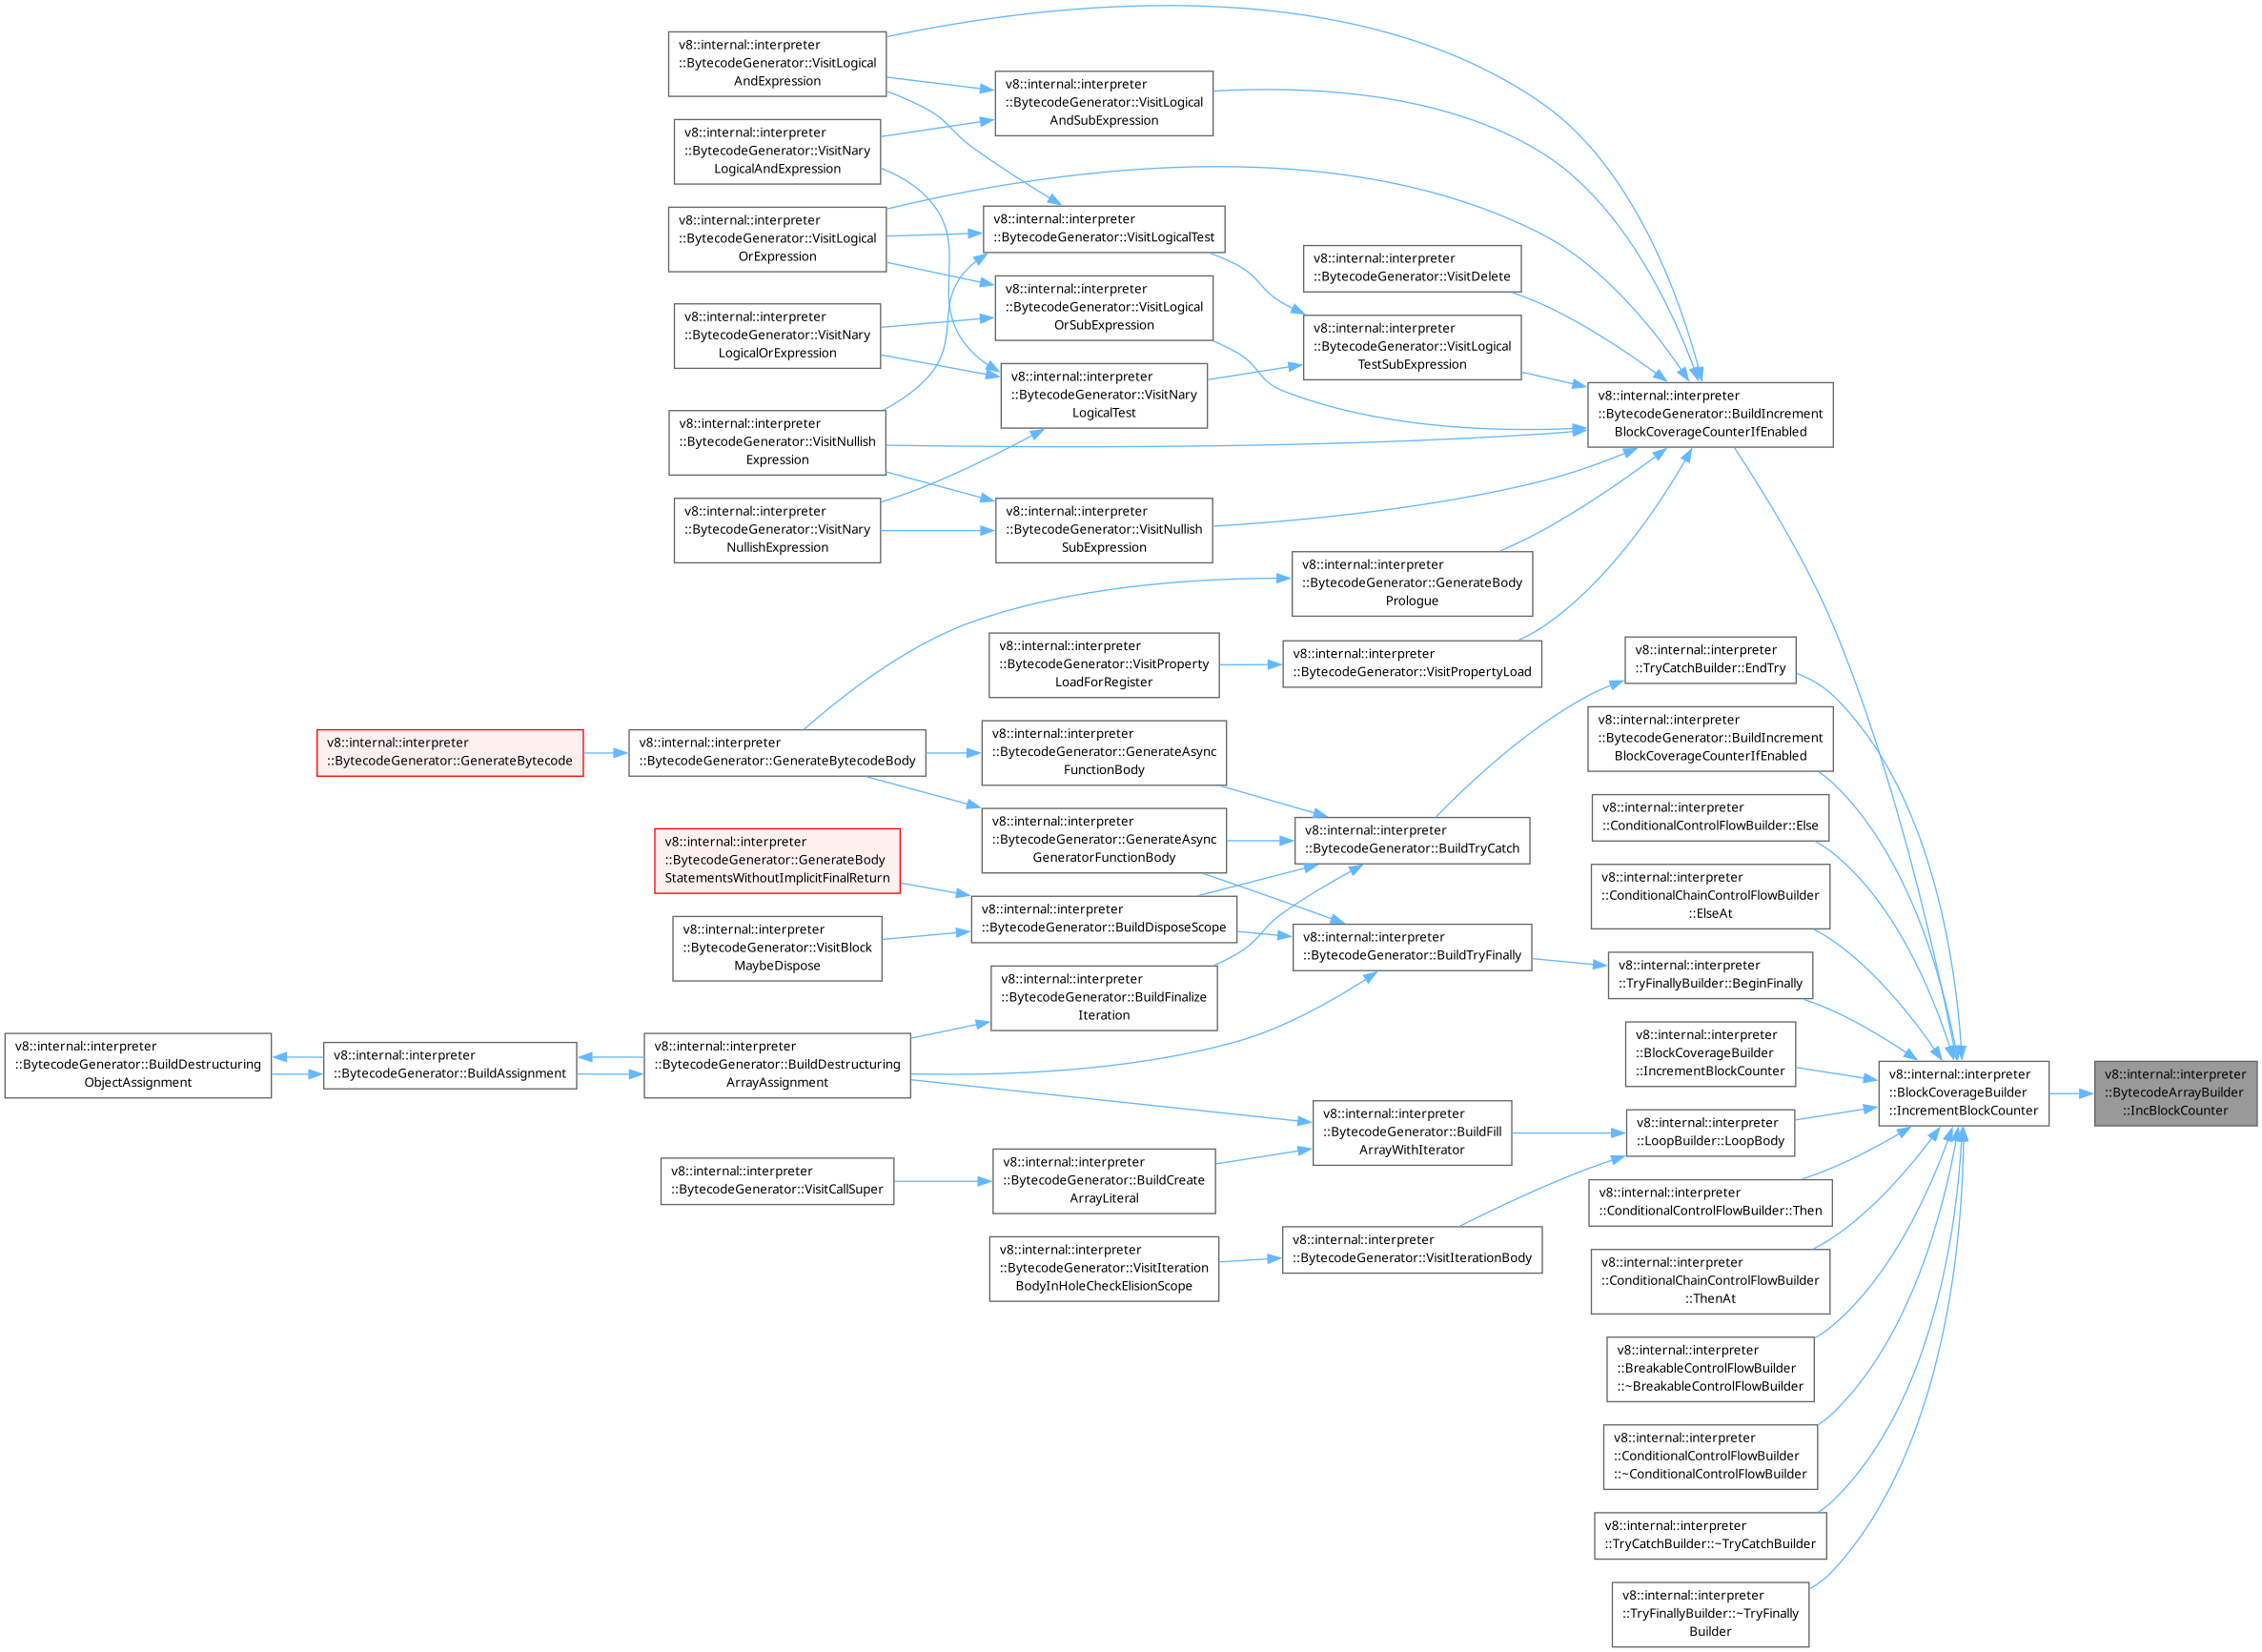 v8::internal::interpreter
::BytecodeGenerator::VisitLogical
AndExpression
v8::internal::interpreter
::BytecodeGenerator::VisitLogical
AndSubExpression
v8::internal::interpreter
::BytecodeGenerator::VisitNary
LogicalAndExpression
v8::internal::interpreter
::BytecodeGenerator::VisitLogical
OrExpression
v8::internal::interpreter
::BytecodeGenerator::VisitLogicalTest
v8::internal::interpreter
::BytecodeGenerator::VisitDelete
v8::internal::interpreter
::BytecodeGenerator::VisitLogical
OrSubExpression
v8::internal::interpreter
::BytecodeGenerator::VisitNary
LogicalOrExpression
v8::internal::interpreter
::BytecodeGenerator::VisitLogical
TestSubExpression
v8::internal::interpreter
::BytecodeGenerator::VisitNary
LogicalTest
v8::internal::interpreter
::BytecodeGenerator::BuildIncrement
BlockCoverageCounterIfEnabled
v8::internal::interpreter
::BytecodeGenerator::VisitNullish
Expression
v8::internal::interpreter
::BytecodeGenerator::VisitNary
NullishExpression
v8::internal::interpreter
::BytecodeGenerator::VisitNullish
SubExpression
v8::internal::interpreter
::BytecodeGenerator::GenerateBody
Prologue
v8::internal::interpreter
::BytecodeGenerator::VisitProperty
LoadForRegister
v8::internal::interpreter
::BytecodeGenerator::VisitPropertyLoad
v8::internal::interpreter
::TryCatchBuilder::EndTry
v8::internal::interpreter
::BytecodeGenerator::GenerateBytecode
v8::internal::interpreter
::BytecodeGenerator::GenerateBytecodeBody
v8::internal::interpreter
::BytecodeGenerator::GenerateAsync
FunctionBody
v8::internal::interpreter
::BytecodeGenerator::BuildIncrement
BlockCoverageCounterIfEnabled
v8::internal::interpreter
::ConditionalControlFlowBuilder::Else
v8::internal::interpreter
::BytecodeGenerator::GenerateAsync
GeneratorFunctionBody
v8::internal::interpreter
::BytecodeGenerator::BuildTryCatch
v8::internal::interpreter
::BytecodeGenerator::GenerateBody
StatementsWithoutImplicitFinalReturn
v8::internal::interpreter
::ConditionalChainControlFlowBuilder
::ElseAt
v8::internal::interpreter
::BytecodeGenerator::BuildDisposeScope
v8::internal::interpreter
::BytecodeGenerator::VisitBlock
MaybeDispose
v8::internal::interpreter
::BytecodeGenerator::BuildTryFinally
v8::internal::interpreter
::TryFinallyBuilder::BeginFinally
v8::internal::interpreter
::BytecodeGenerator::BuildFinalize
Iteration
v8::internal::interpreter
::BlockCoverageBuilder
::IncrementBlockCounter
v8::internal::interpreter
::BytecodeGenerator::BuildDestructuring
ObjectAssignment
v8::internal::interpreter
::BytecodeGenerator::BuildAssignment
v8::internal::interpreter
::BytecodeGenerator::BuildDestructuring
ArrayAssignment
v8::internal::interpreter
::BlockCoverageBuilder
::IncrementBlockCounter
v8::internal::interpreter
::BytecodeArrayBuilder
::IncBlockCounter
v8::internal::interpreter
::BytecodeGenerator::BuildFill
ArrayWithIterator
v8::internal::interpreter
::LoopBuilder::LoopBody
v8::internal::interpreter
::BytecodeGenerator::VisitCallSuper
v8::internal::interpreter
::BytecodeGenerator::BuildCreate
ArrayLiteral
v8::internal::interpreter
::ConditionalControlFlowBuilder::Then
v8::internal::interpreter
::BytecodeGenerator::VisitIteration
BodyInHoleCheckElisionScope
v8::internal::interpreter
::BytecodeGenerator::VisitIterationBody
v8::internal::interpreter
::ConditionalChainControlFlowBuilder
::ThenAt
v8::internal::interpreter
::BreakableControlFlowBuilder
::~BreakableControlFlowBuilder
v8::internal::interpreter
::ConditionalControlFlowBuilder
::~ConditionalControlFlowBuilder
v8::internal::interpreter
::TryCatchBuilder::~TryCatchBuilder
v8::internal::interpreter
::TryFinallyBuilder::~TryFinally
Builder